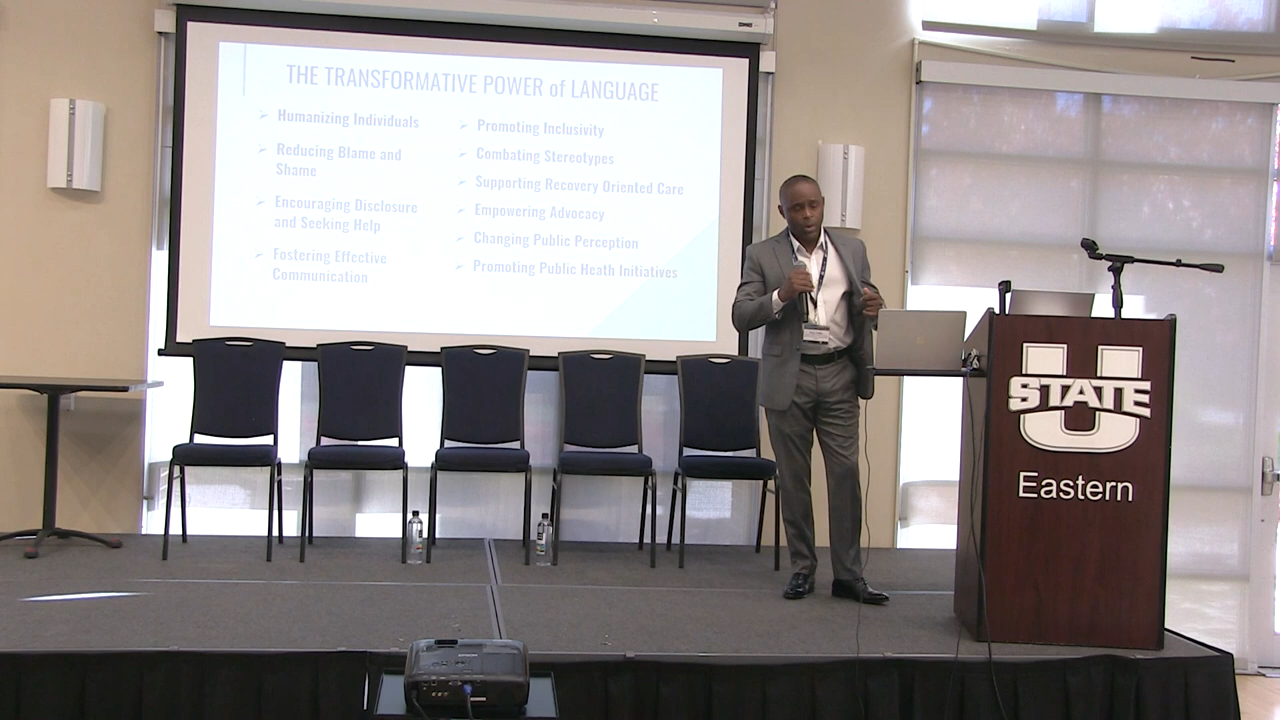 THE TRANSFORMATIVE POWER of LANGUAGE
Humanizing Individuals
Reducing Blame and
Shame
Encouraging Disclosure
and Seeking Help
Fostering Effective
Communication
Promoting Inclusivity
Combating Stereotypes
Supporting Recovery Oriented Care
Empowering Advocacy
Changing Public Perception
Promoting Public Heath Initiatives
U
STATE
Eastern